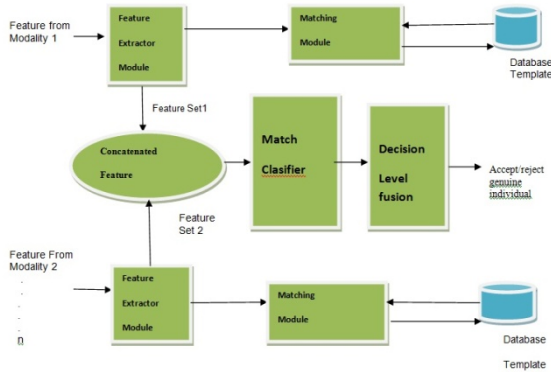 Feature from
Modality 1
Feature
Extractor
Module
Matching
Module
Database
Template
Feature Set1
Concatenated
Feature
Match
Clasifier
Decision
Level
fusion
Accept/reject
genuine
individual
Feature
Set 2
Feature From
Modality 2
.
.
.
.
.
n
Feature
Extractor
Module
Matching
Module
Database
Template